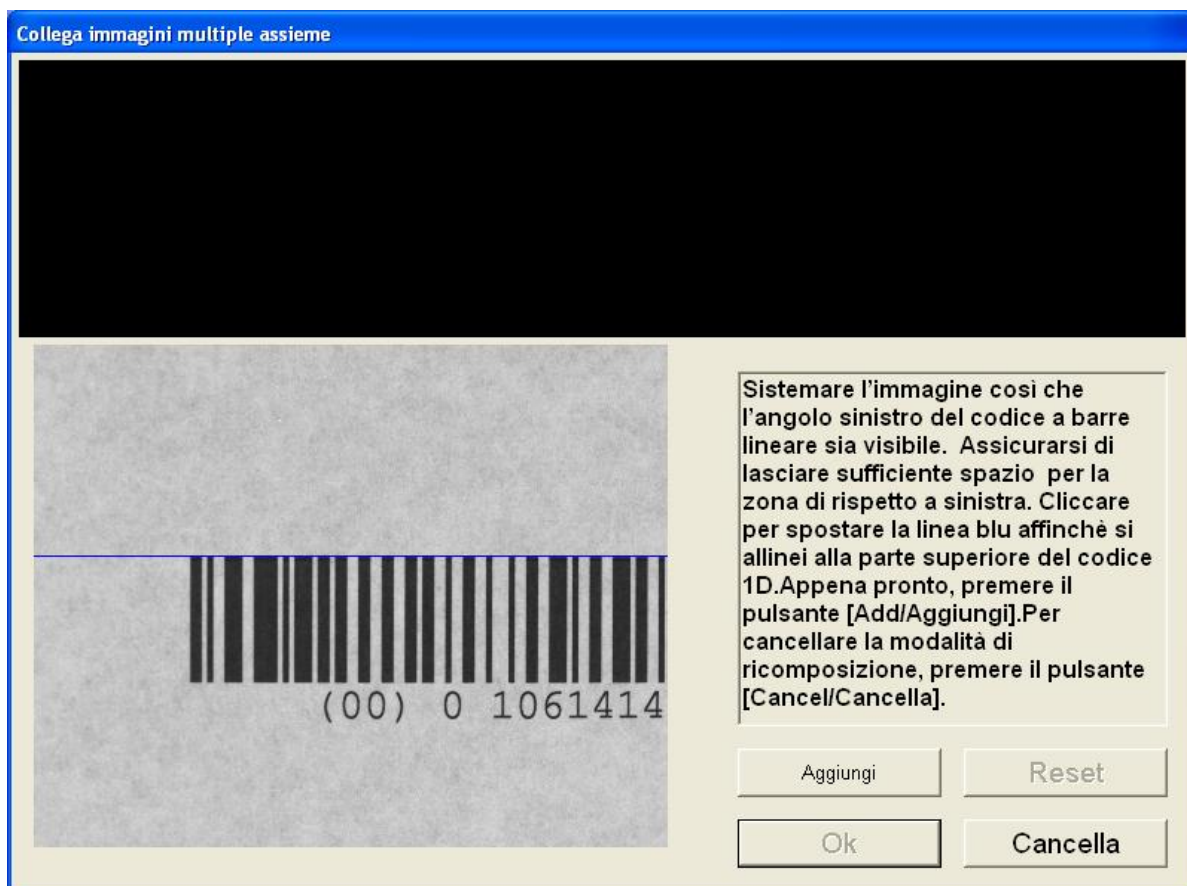 Collega immagini multiple assieme
(00) 0 1061414
Sistemare l'immagine così che
l'angolo sinistro del codice a barre
lineare sia visibile.  Assicurarsi di
lasciare sufficiente spazio  per la
zona di rispetto a sinistra. Cliccare
per spostare la linea blu affinchè si
allinei alla parte superiore del codice
1D.Appena pronto, premere il
pulsante [Add/Aggiungi].Per
cancellare la modalità di
ricomposizione, premere il pulsante
[Cancel/Cancella].
Aggiungi
Reset
Ok
Cancella